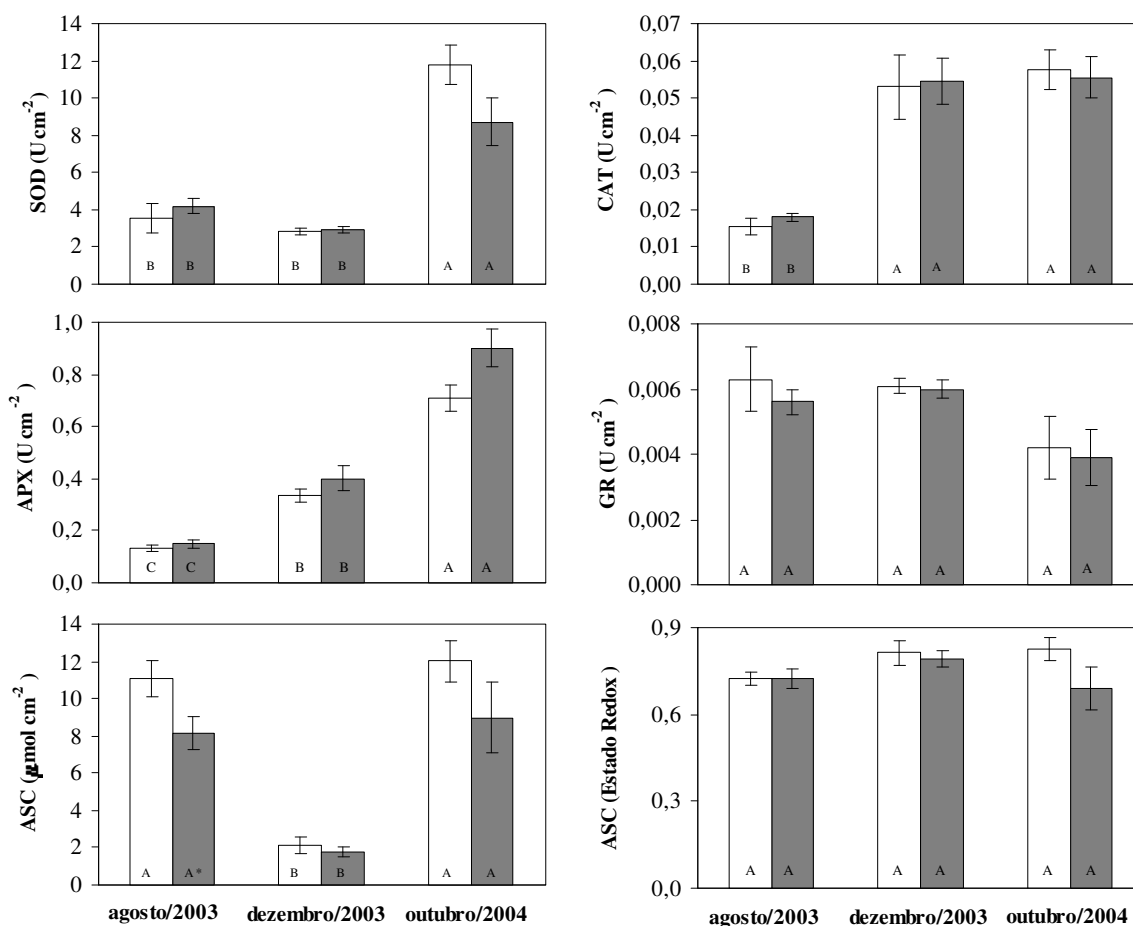 SOD (U cm⁻²)
14
12
10
8
6
4
2
0
B B B B A A
CAT (U cm⁻²)
0,07
0,06
0,05
0,04
0,03
0,02
0,01
0,00
B B A A A A
APX (U cm⁻²)
1,0
0,8
0,6
0,4
0,2
0,0
C C B B A A
GR (U cm⁻²)
0,008
0,006
0,004
0,002
0,000
A A A A A A
ASC (µmol cm⁻²)
14
12
10
8
6
4
2
0
A A* B B A A
agosto/2003 dezembro/2003 outubro/2004
ASC (Estado Redox)
0,9
0,6
0,3
0,0
A A A A A A
agosto/2003 dezembro/2003 outubro/2004